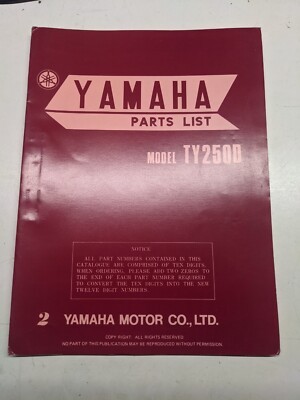 YAMAHA
PARTS LIST
MODEL TY250D
NOTICE
ALL PART NUMBERS CONTAINED IN THIS
CATALOGUE ARE COMPRISED OF TEN DIGITS.
WHEN ORDERING, PLEASE ADD TWO ZEROS TO
THE END OF EACH PART NUMBER REQUIRED
TO CONVERT THE TEN DIGITS INTO THE NEW
TWELVE DIGIT NUMBERS.
2 YAMAHA MOTOR CO., LTD.
COPY RIGHT: ALL RIGHTS RESERVED
NO PART OF THIS PUBLICATION MAY BE REPRODUCED WITHOUT PERMISSION.